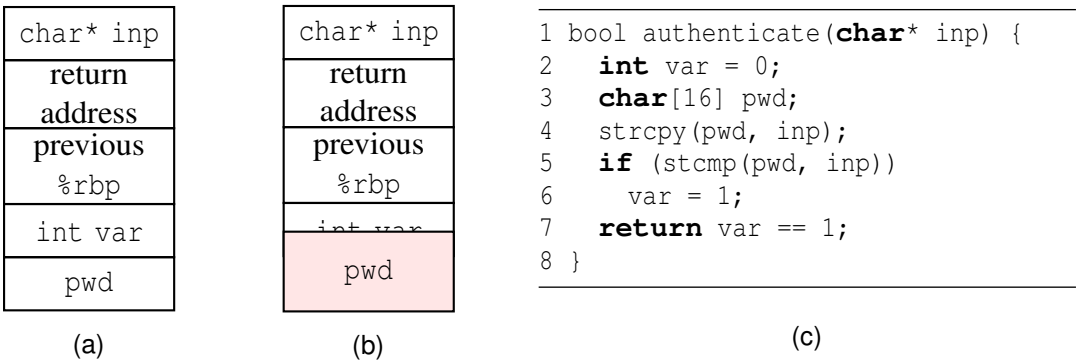 char* inp
return
address
previous
%rbp
int var
pwd
(a)
char* inp
return
address
previous
%rbp
int var
pwd
(b)
1 bool authenticate(char* inp) {
2   int var = 0;
3   char[16] pwd;
4   strcpy(pwd, inp);
5   if (stcmp(pwd, inp))
6     var = 1;
7   return var == 1;
8 }
(c)